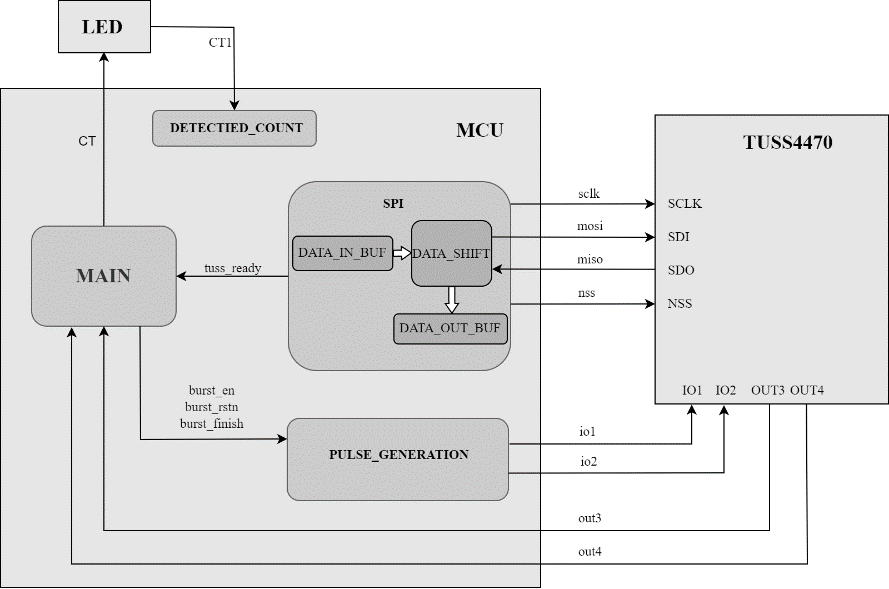 LED
CT1
DETECTIED_COUNT
MCU
CT
TUSS4470
SPI
sclk
SCLK
DATA_IN_BUF
DATA_SHIFT
mosi
SDI
MAIN
tuss_ready
miso
SDO
nss
NSS
DATA_OUT_BUF
burst_en
burst_rstn
burst_finish
IO1
IO2
OUT3
OUT4
PULSE_GENERATION
io1
io2
out3
out4